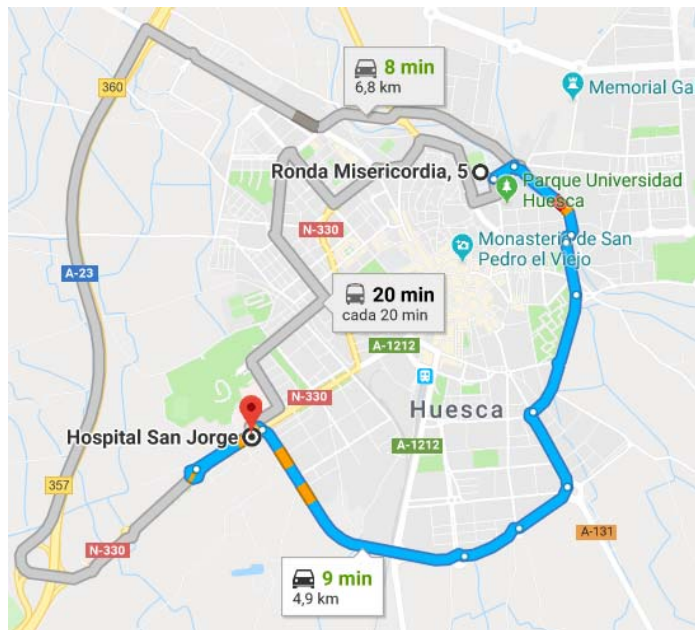 360
8 min
6,8 km
Memorial Ga
Ronda Misericordia, 5
Parque Universidad
Huesca
N-330
Monasterio de San
Pedro el Viejo
A-23
20 min
cada 20 min
A-1212
N-330
Huesca
Hospital San Jorge
A-1212
357
A-131
N-330
9 min
4,9 km